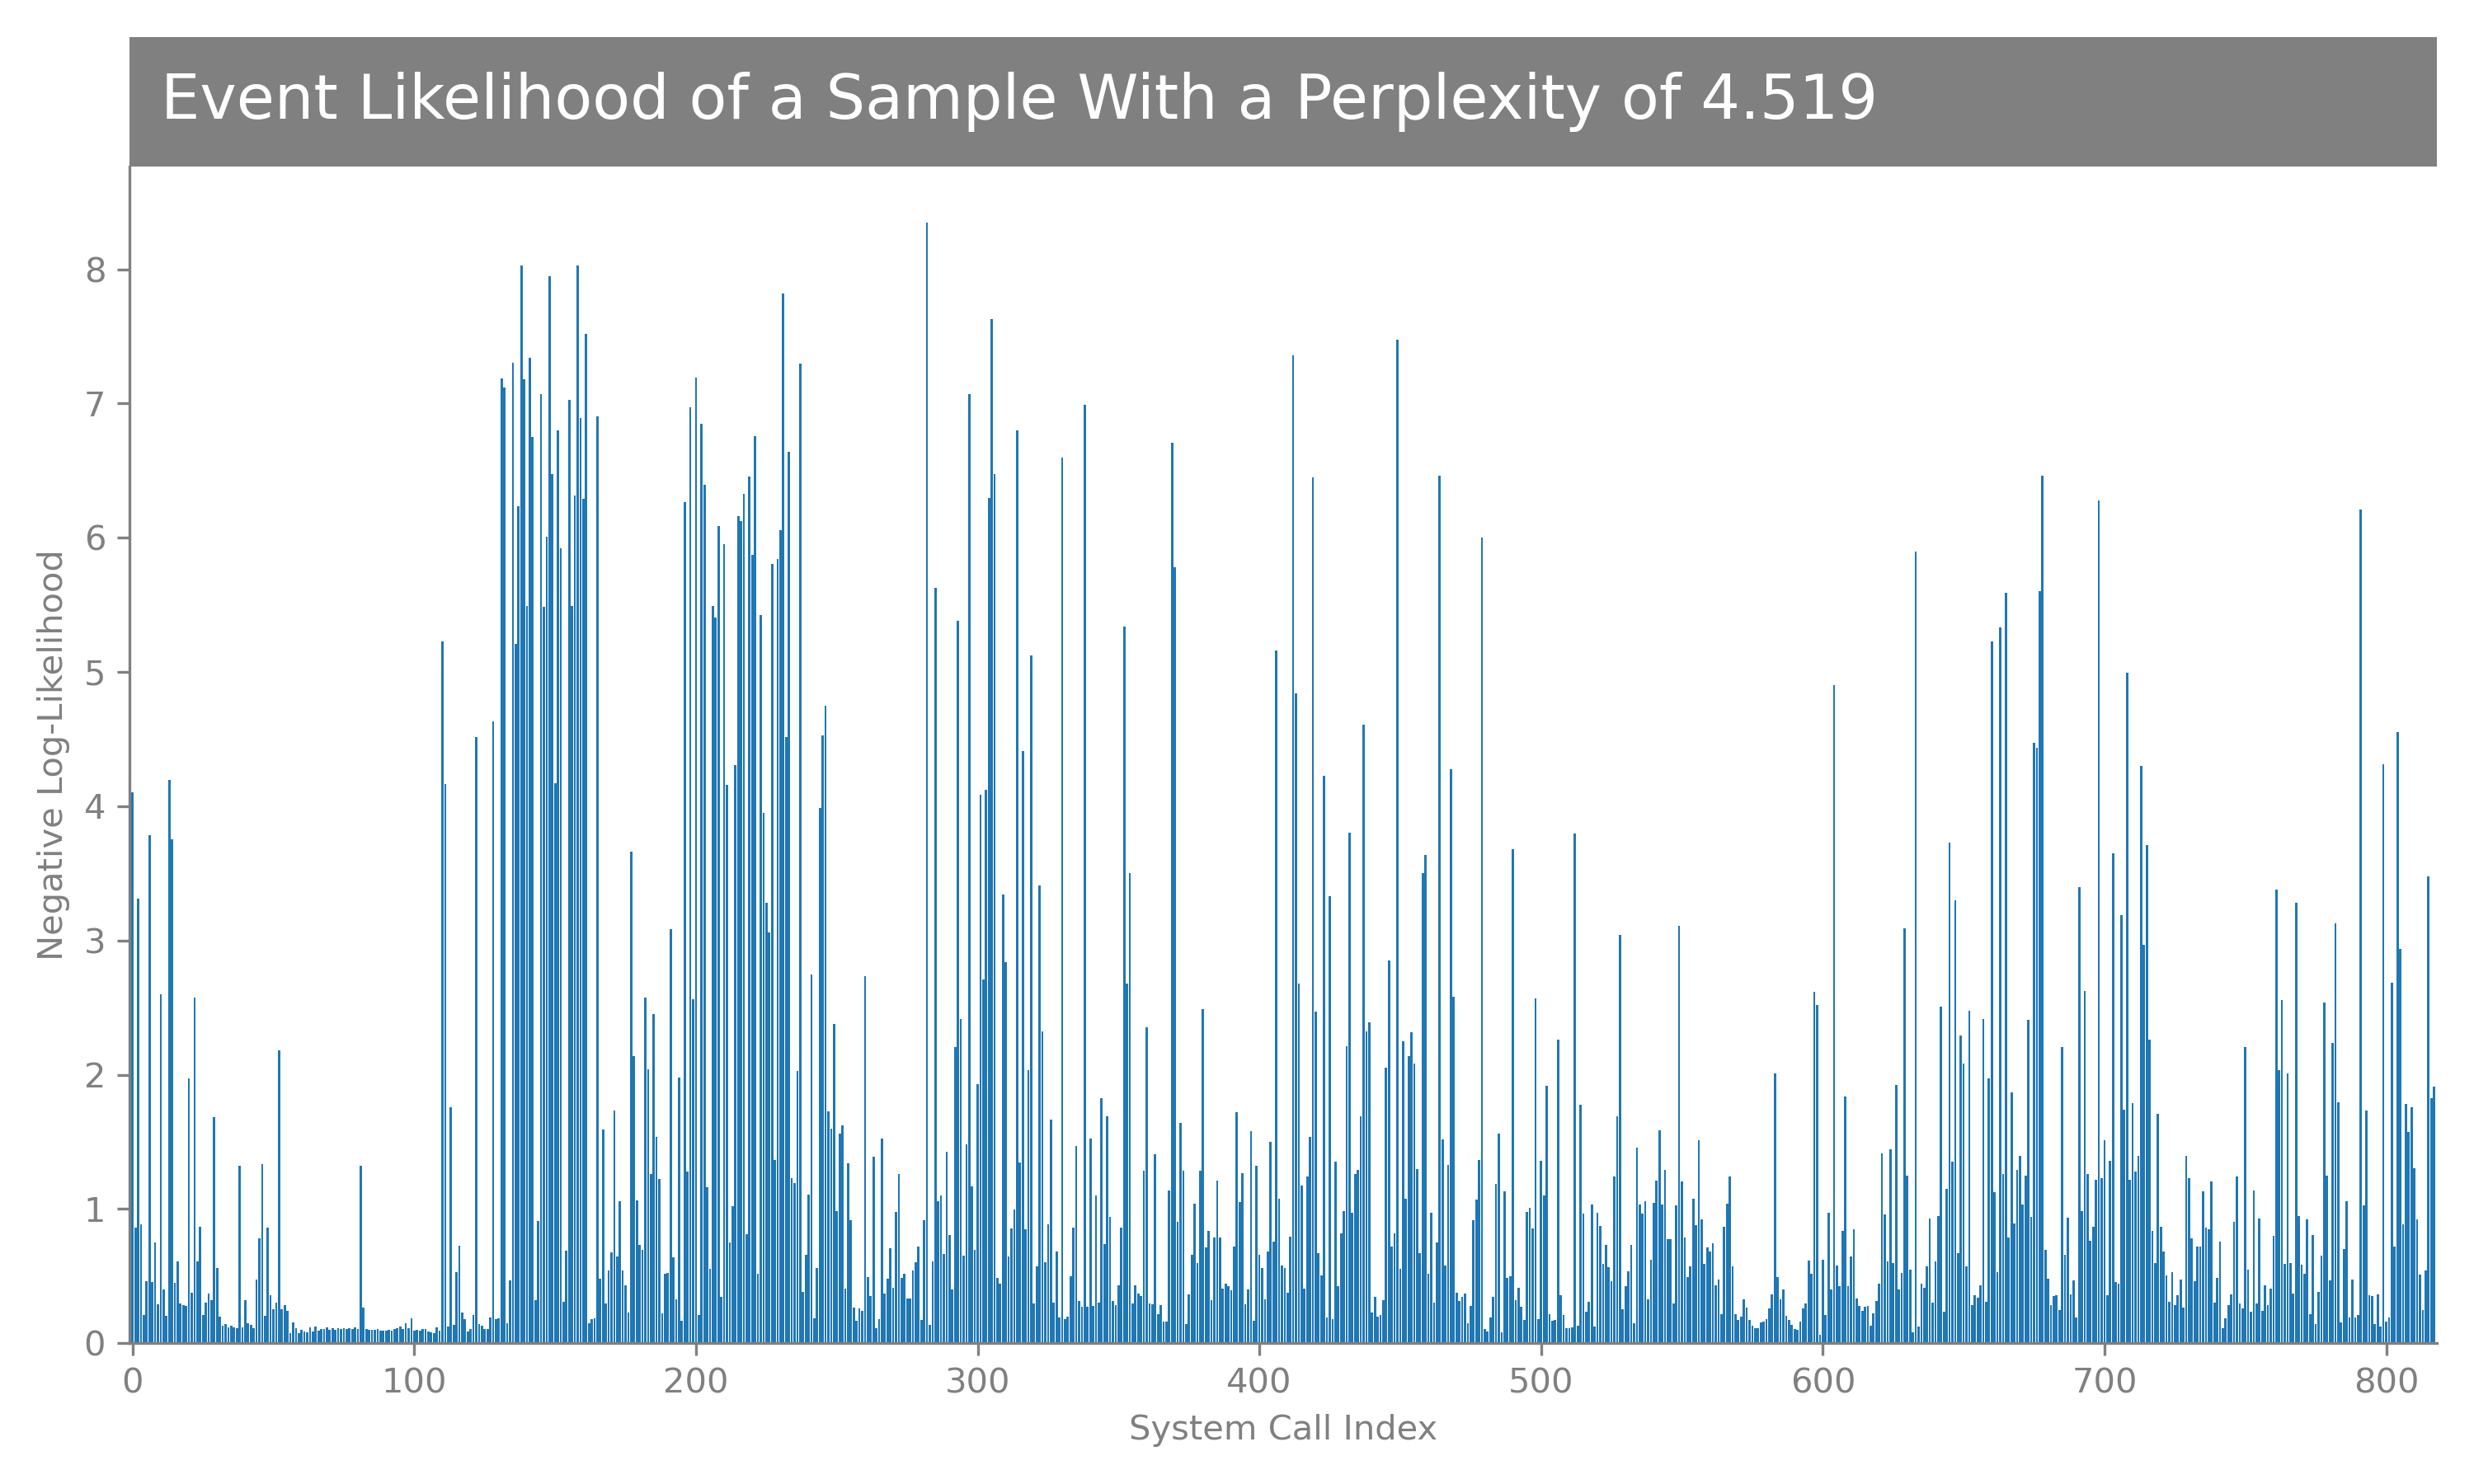 Event Likelihood of a Sample With a Perplexity of 4.519
Negative Log-Likelihood
8
7
6
5
4
3
2
1
0
0 100 200 300 400 500 600 700 800
System Call Index